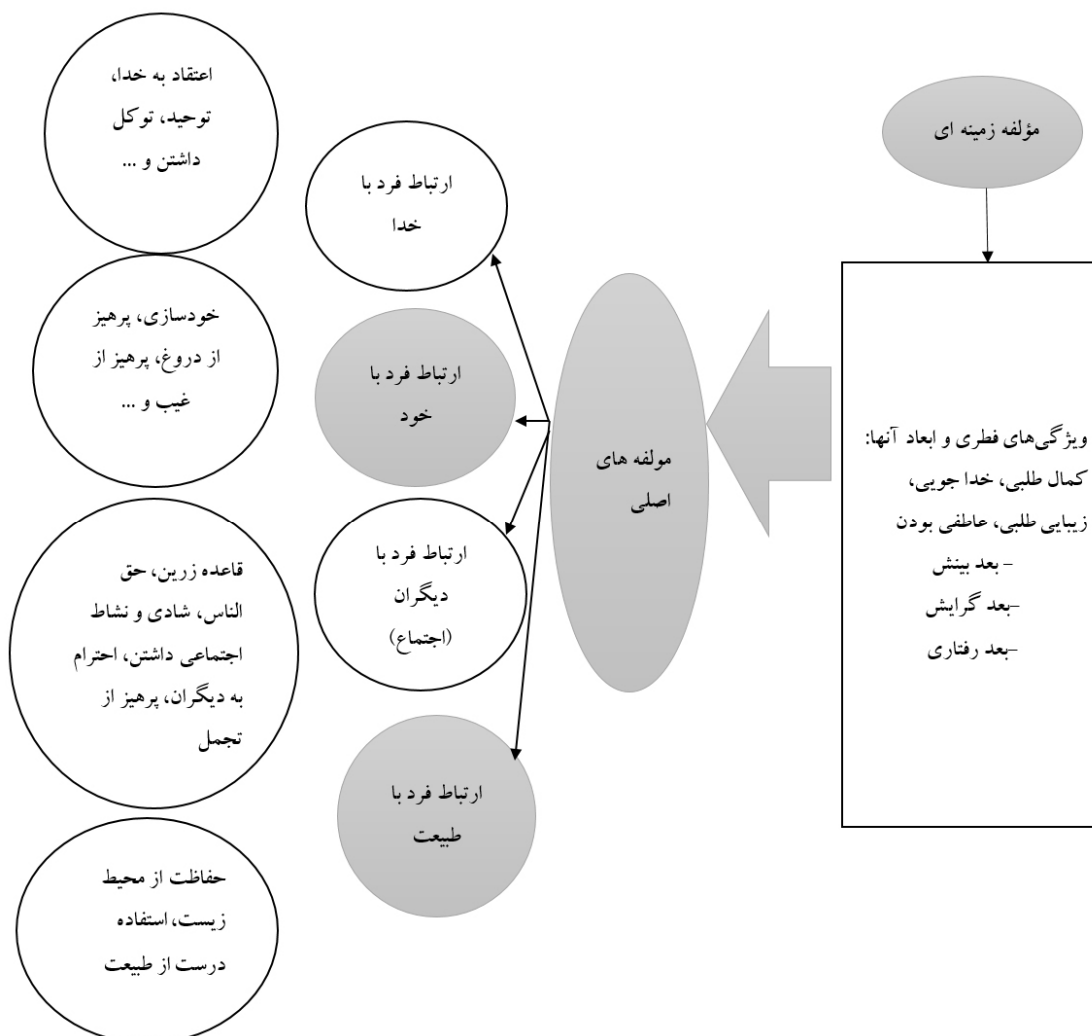 مؤلفه زمینه ای
ویژگی‌های فطری و ابعاد آنها:
کمال طلبی، خدا جویی،
زیبایی طلبی، عاطفی بودن
- بعد بینش
-بعد گرایش
-بعد رفتاری
مولفه های
اصلی
ارتباط فرد با
خدا
ارتباط فرد با
خود
ارتباط فرد با
دیگران
(اجتماع)
ارتباط فرد با
طبیعت
اعتقاد به خدا،
توحید، توکل
داشتن و ...
خودسازی، پرهیز
از دروغ، پرهیز از
غیب و ...
قاعده زرین، حق
الناس، شادی و نشاط
اجتماعی داشتن، احترام
به دیگران، پرهیز از
تجمل
حفاظت از محیط
زیست، استفاده
درست از طبیعت